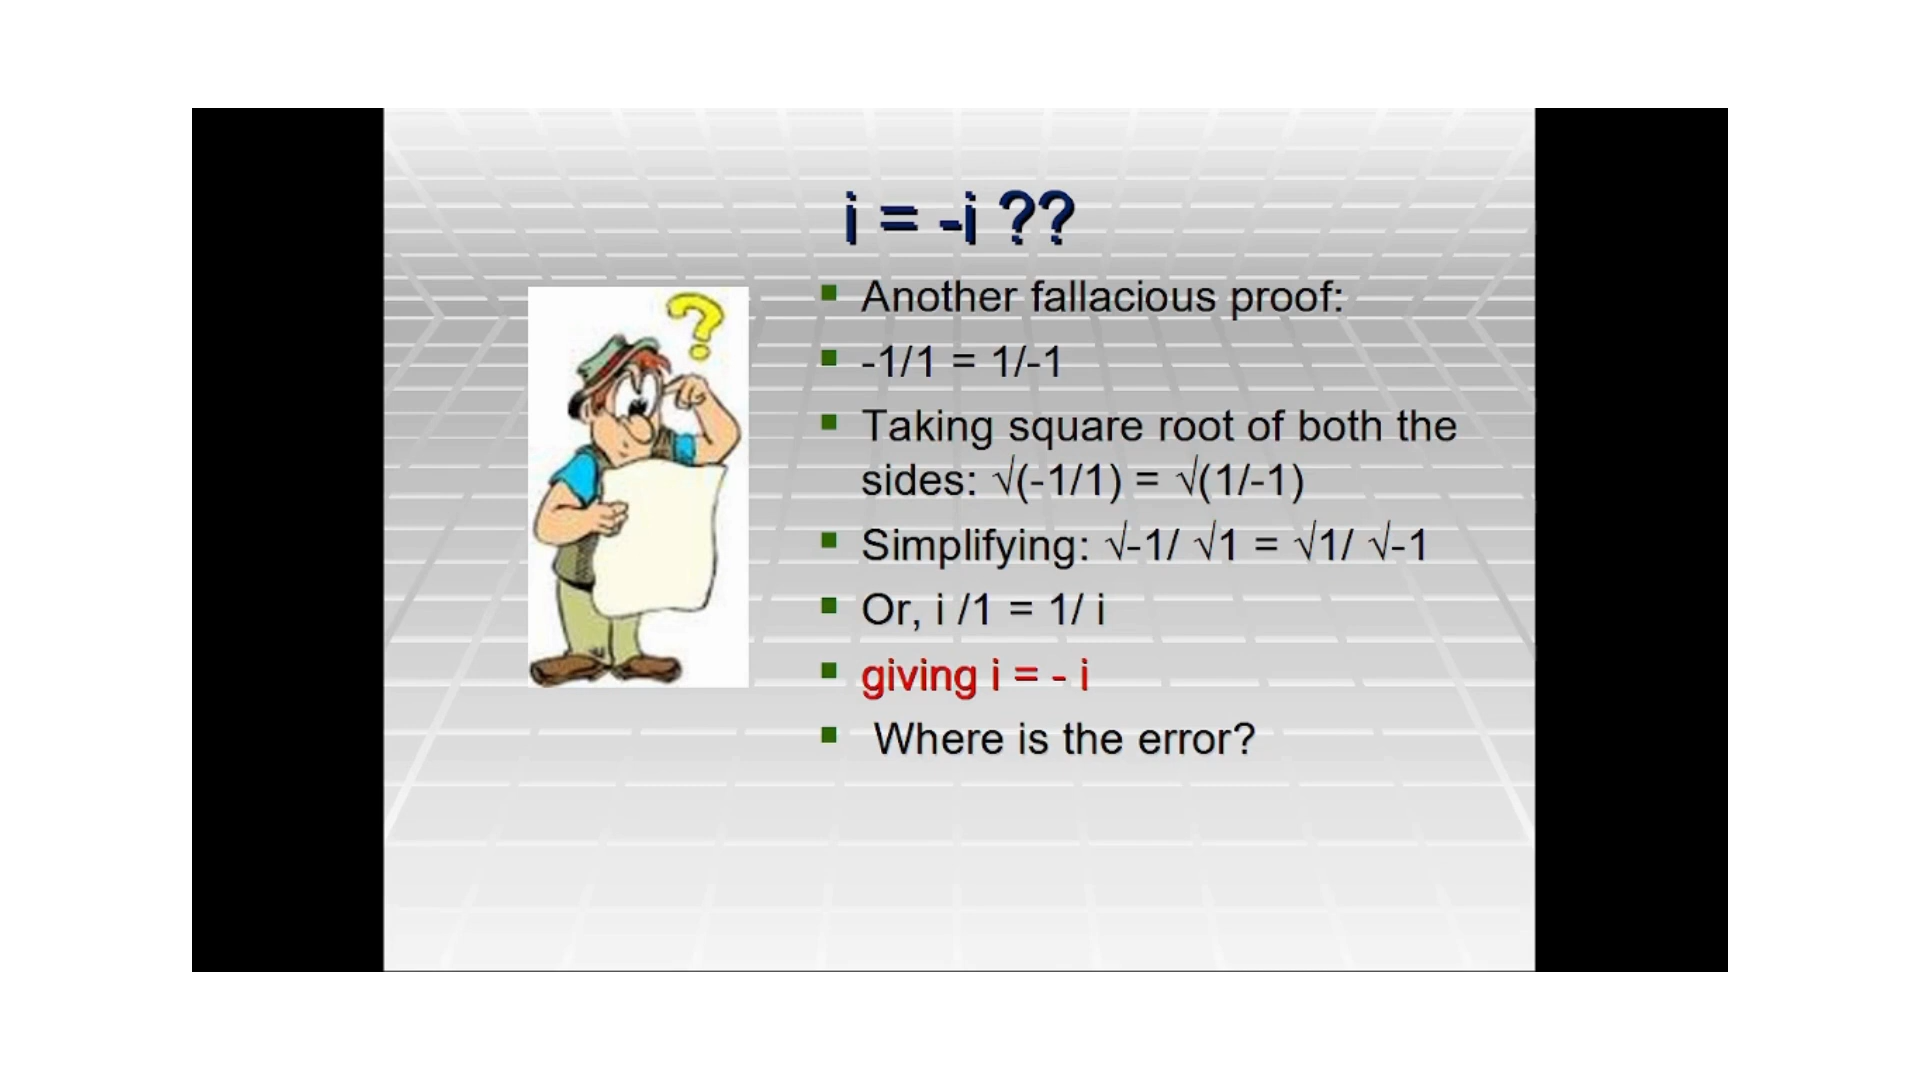 i = -i ??
Another fallacious proof:
-1/1 = 1/-1
Taking square root of both the
sides: √(-1/1) = √(1/-1)
Simplifying: √-1/ √1 = √1/ √-1
Or, i /1 = 1/ i
giving i = - i
Where is the error?